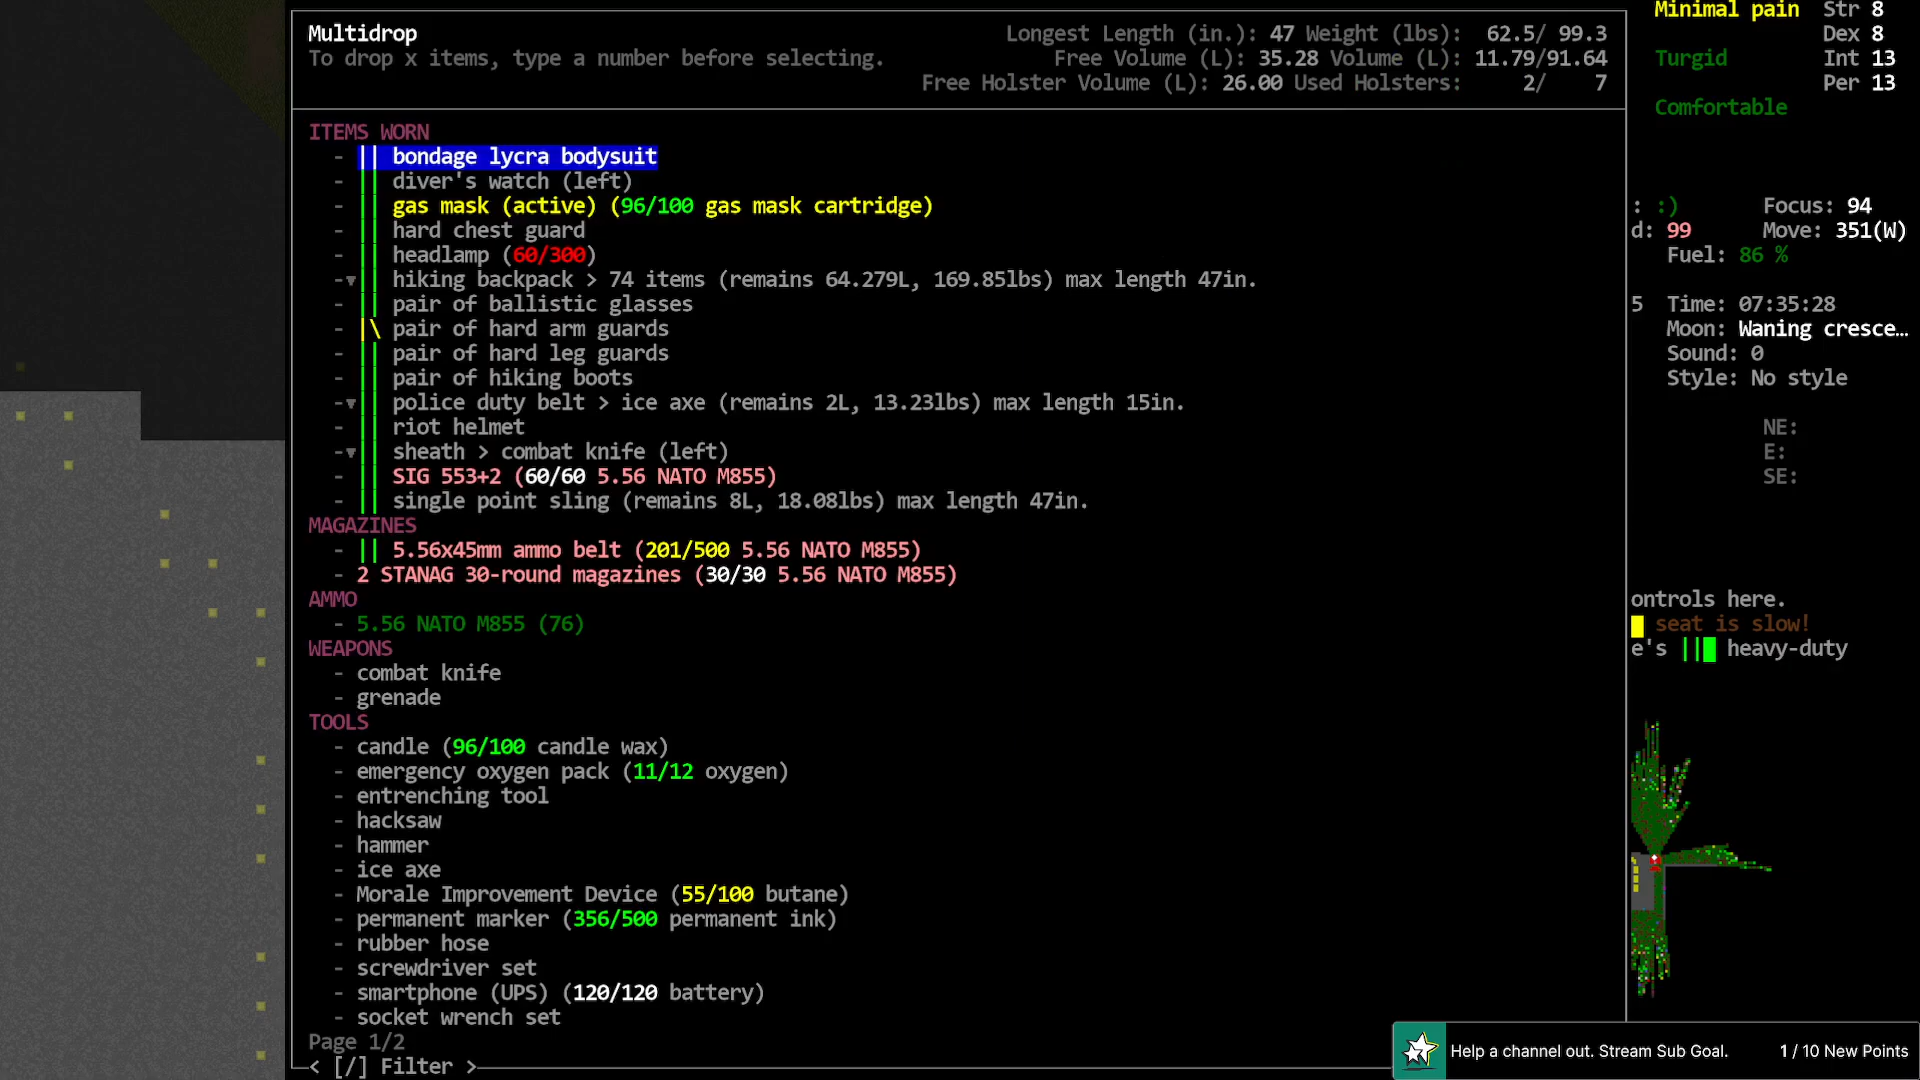 Multidrop
To drop x items, type a number before selecting.
Longest Length (in.): 47 Weight (lbs): 62.5/ 99.3
Free Volume (L): 35.28 Volume (L): 11.79/91.64
Free Holster Volume (L): 26.00 Used Holsters: 2/ 7
ITEMS WORN
- || bondage lycra bodysuit
- || diver's watch (left)
- || gas mask (active) (96/100 gas mask cartridge)
- || hard chest guard
- || headlamp (60/300)
-▼|| hiking backpack > 74 items (remains 64.279L, 169.85lbs) max length 47in.
- || pair of ballistic glasses
- |\ pair of hard arm guards
- || pair of hard leg guards
- || pair of hiking boots
-▼|| police duty belt > ice axe (remains 2L, 13.23lbs) max length 15in.
- || riot helmet
-▼|| sheath > combat knife (left)
- || SIG 553+2 (60/60 5.56 NATO M855)
- || single point sling (remains 8L, 18.08lbs) max length 47in.
MAGAZINES
- || 5.56x45mm ammo belt (201/500 5.56 NATO M855)
- 2 STANAG 30-round magazines (30/30 5.56 NATO M855)
AMMO
- 5.56 NATO M855 (76)
WEAPONS
- combat knife
- grenade
TOOLS
- candle (96/100 candle wax)
- emergency oxygen pack (11/12 oxygen)
- entrenching tool
- hacksaw
- hammer
- ice axe
- Morale Improvement Device (55/100 butane)
- permanent marker (356/500 permanent ink)
- rubber hose
- screwdriver set
- smartphone (UPS) (120/120 battery)
- socket wrench set
Page 1/2
< [/] Filter >
Minimal pain Str 8
Dex 8
Turgid Int 13
Per 13
Comfortable
: :) Focus: 94
d: 99 Move: 351(W)
Fuel: 86 %
5 Time: 07:35:28
Moon: Waning cresce…
Sound: 0
Style: No style
NE:
E:
SE:
ontrols here.
seat is slow!
e's || heavy-duty
Help a channel out. Stream Sub Goal. 1 / 10 New Points